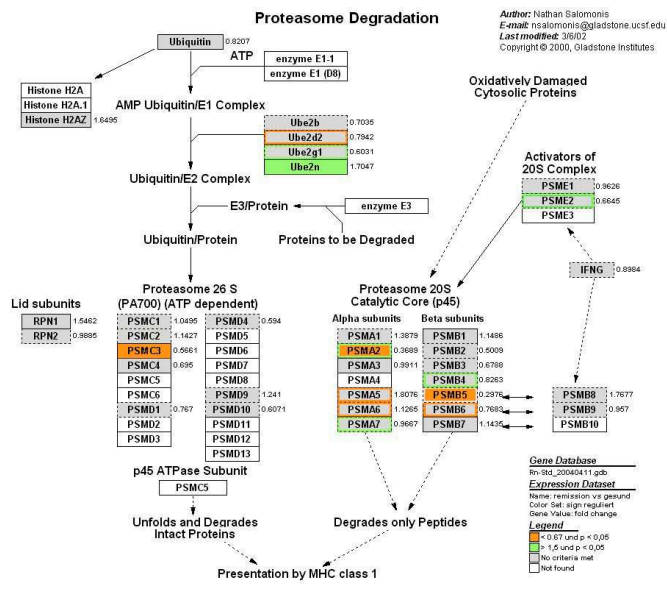 Proteasome Degradation
Author: Nathan Salomonis
E-mail: nsalomonis@gladstone.ucsf.edu
Last modified: 3/6/02
Copyright © 2000, Gladstone Institutes
Ubiquitin 0.8207
ATP
enzyme E1-1
enzyme E1 (D8)
Histone H2A
Histone H2A.1
Histone H2AZ 1.6495
AMP Ubiquitin/E1 Complex
Ube2b 0.7035
Ube2d2 0.7942
Ube2g1 0.6031
Ube2n 1.7047
Oxidatively Damaged
Cytosolic Proteins
Activators of
20S Complex
PSME1 0.9626
PSME2 0.6645
PSME3
Ubiquitin/E2 Complex
E3/Protein
enzyme E3
Ubiquitin/Protein
Proteins to be Degraded
IFNG 0.8984
Lid subunits
RPN1 1.5462
RPN2 0.9885
Proteasome 26 S
(PA700) (ATP dependent)
PSMC1 1.0495
PSMC2 1.1427
PSMC3 0.5661
PSMC4 0.695
PSMC5
PSMC6
PSMD1 0.767
PSMD2
PSMD3
PSMD4 0.594
PSMD5
PSMD6
PSMD7
PSMD8
PSMD9 1.241
PSMD10 0.6071
PSMD11
PSMD12
PSMD13
Proteasome 20S
Catalytic Core (p45)
Alpha subunits
PSMA1 1.3879
PSMA2 0.3689
PSMA3 0.9911
PSMA4
PSMA5 1.8076
PSMA6 1.1265
PSMA7 0.9667
Beta subunits
PSMB1 1.1486
PSMB2 0.5009
PSMB3 0.6788
PSMB4 0.8263
PSMB5 0.2976
PSMB6 0.7683
PSMB7 1.1435
PSMB8 1.7677
PSMB9 0.957
PSMB10
p45 ATPase Subunit
PSMC5
Unfolds and Degrades
Intact Proteins
Degrades only Peptides
Presentation by MHC class 1
Gene Database
Rn-Std_20040411.gdb
Expression Dataset
Name: remission vs gesund
Color Set: sign reguliert
Gene Value: fold change
Legend
< 0.67 und p < 0,05
> 1,5 und p < 0,05
No criteria met
Not found